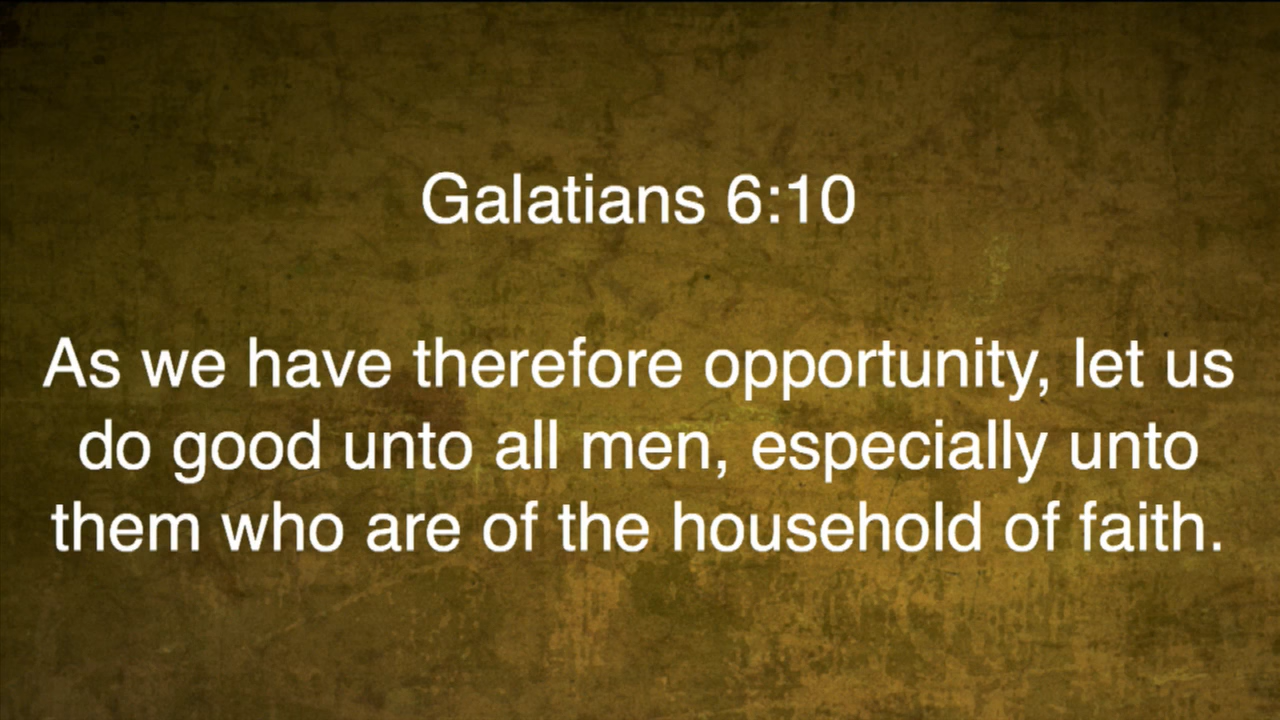 Galatians 6:10
As we have therefore opportunity, let us
do good unto all men, especially unto
them who are of the household of faith.